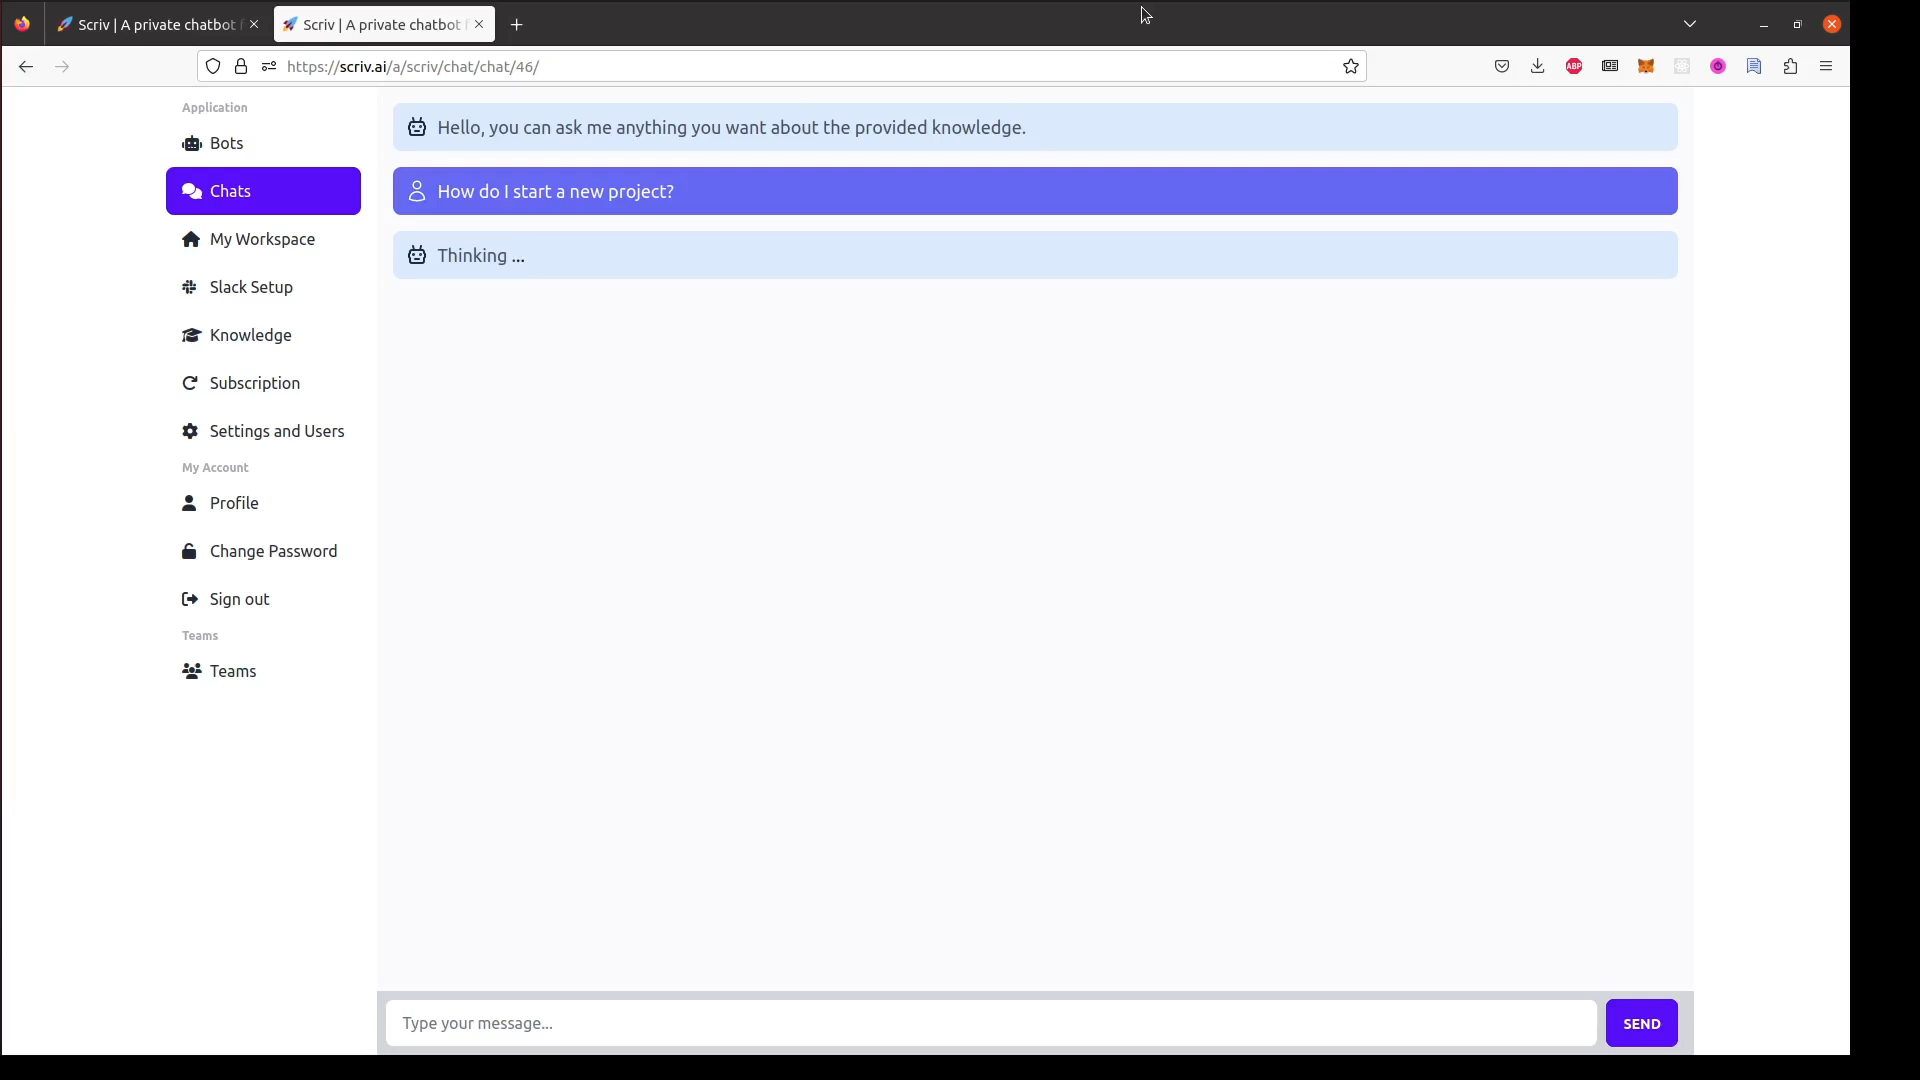 Scriv | A private chatbot f
Scriv | A private chatbot f
https://scriv.ai/a/scriv/chat/chat/46/
ABP
Application
Bots
Chats
My Workspace
Slack Setup
Knowledge
Subscription
Settings and Users
My Account
Profile
Change Password
Sign out
Teams
Teams
Hello, you can ask me anything you want about the provided knowledge.
How do I start a new project?
Thinking ...
Type your message...
SEND